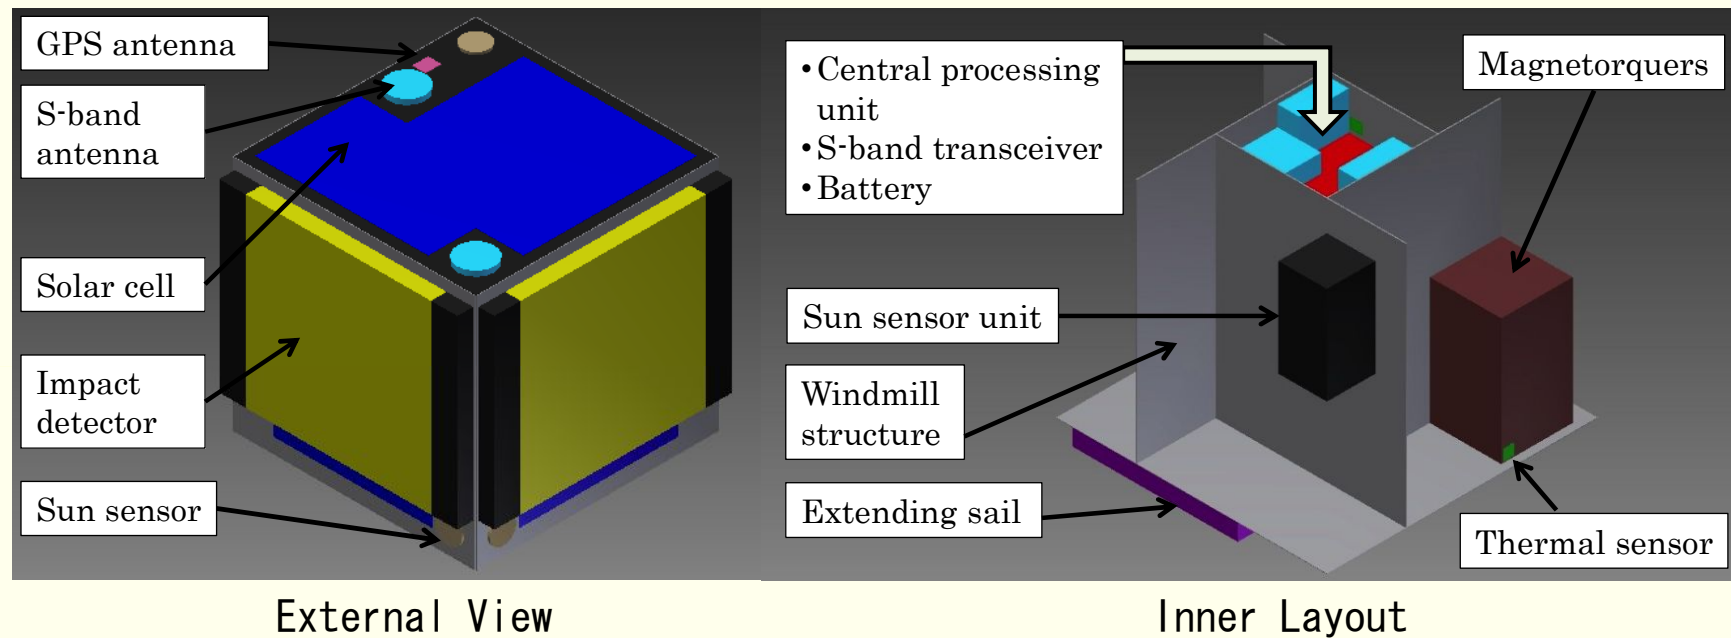 GPS antenna
S-band
antenna
Solar cell
Impact
detector
Sun sensor
External View
•Central processing
unit
•S-band transceiver
•Battery
Magnetorquers
Sun sensor unit
Windmill
structure
Extending sail
Thermal sensor
Inner Layout